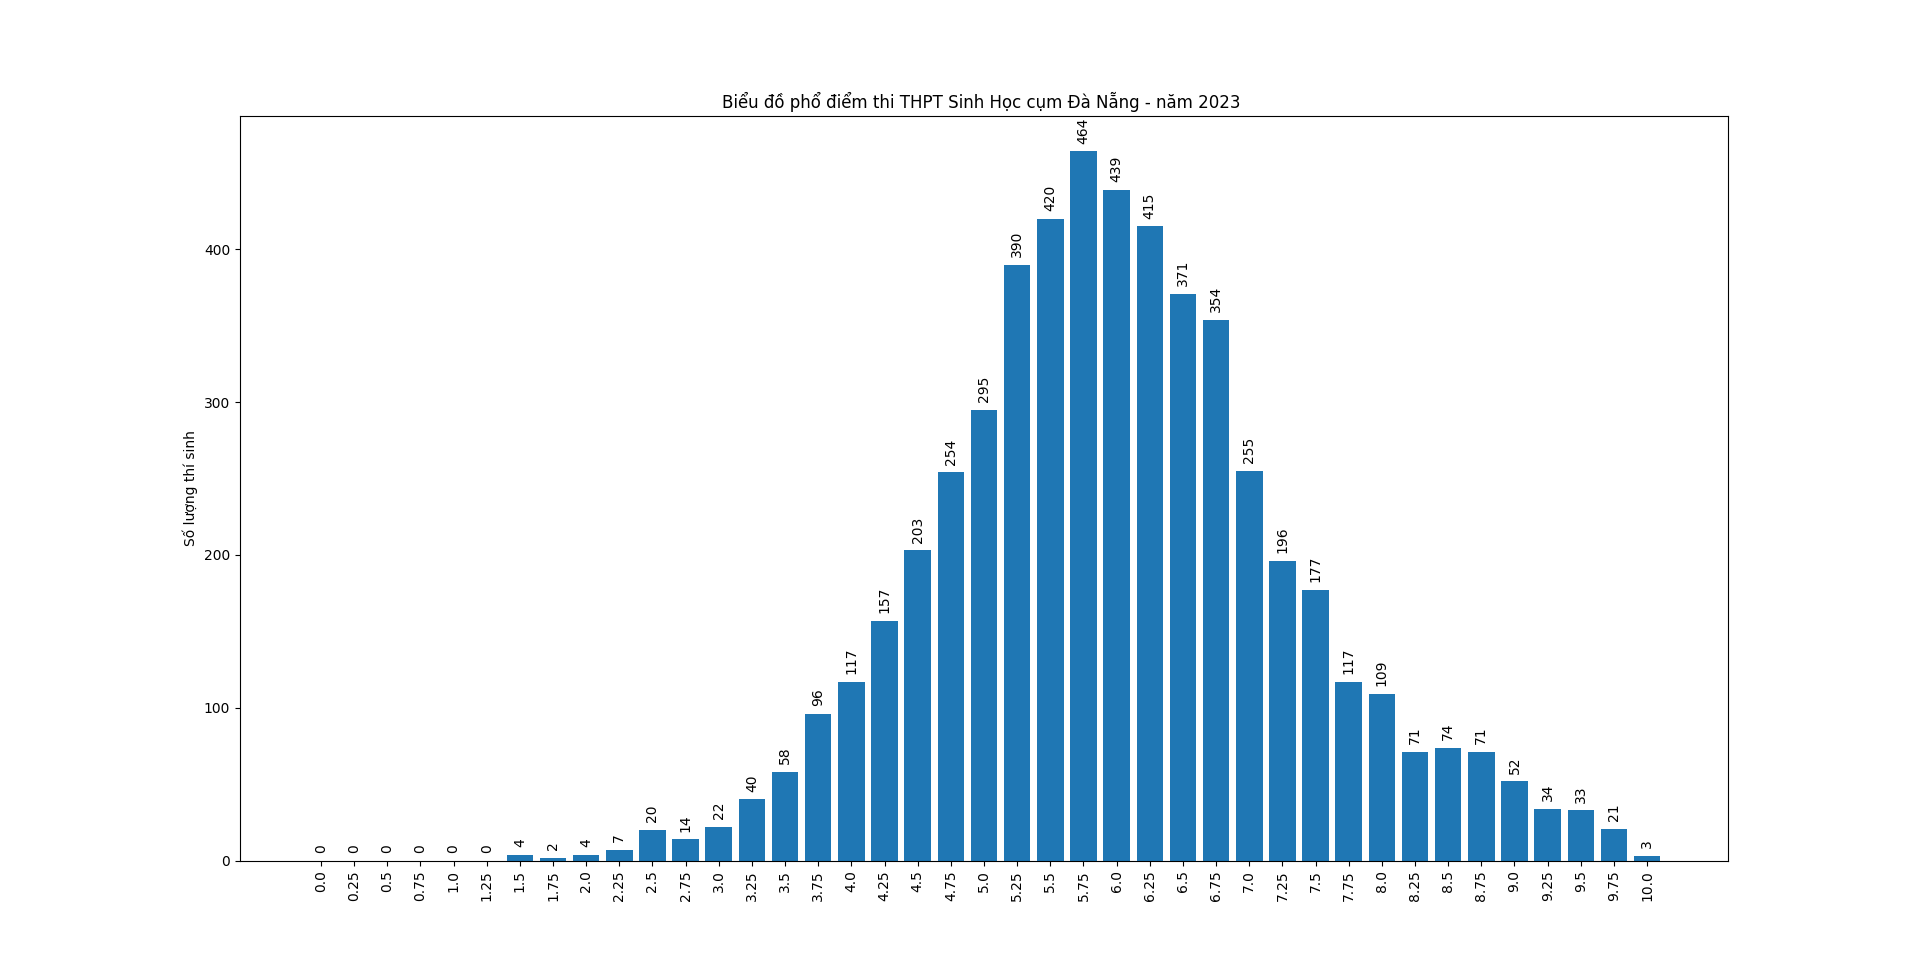 Biểu đồ phổ điểm thi THPT Sinh Học cụm Đà Nẵng - năm 2023
Số lượng thí sinh
400
300
200
100
0
0 0 0 0 0 0 4 2 4 7 20 14 22 40 58 96 117 157 203 254 295 390 420 464 439 415 371 354 255 196 177 117 109 71 74 71 52 34 33 21 3
0.0 0.25 0.5 0.75 1.0 1.25 1.5 1.75 2.0 2.25 2.5 2.75 3.0 3.25 3.5 3.75 4.0 4.25 4.5 4.75 5.0 5.25 5.5 5.75 6.0 6.25 6.5 6.75 7.0 7.25 7.5 7.75 8.0 8.25 8.5 8.75 9.0 9.25 9.5 9.75 10.0